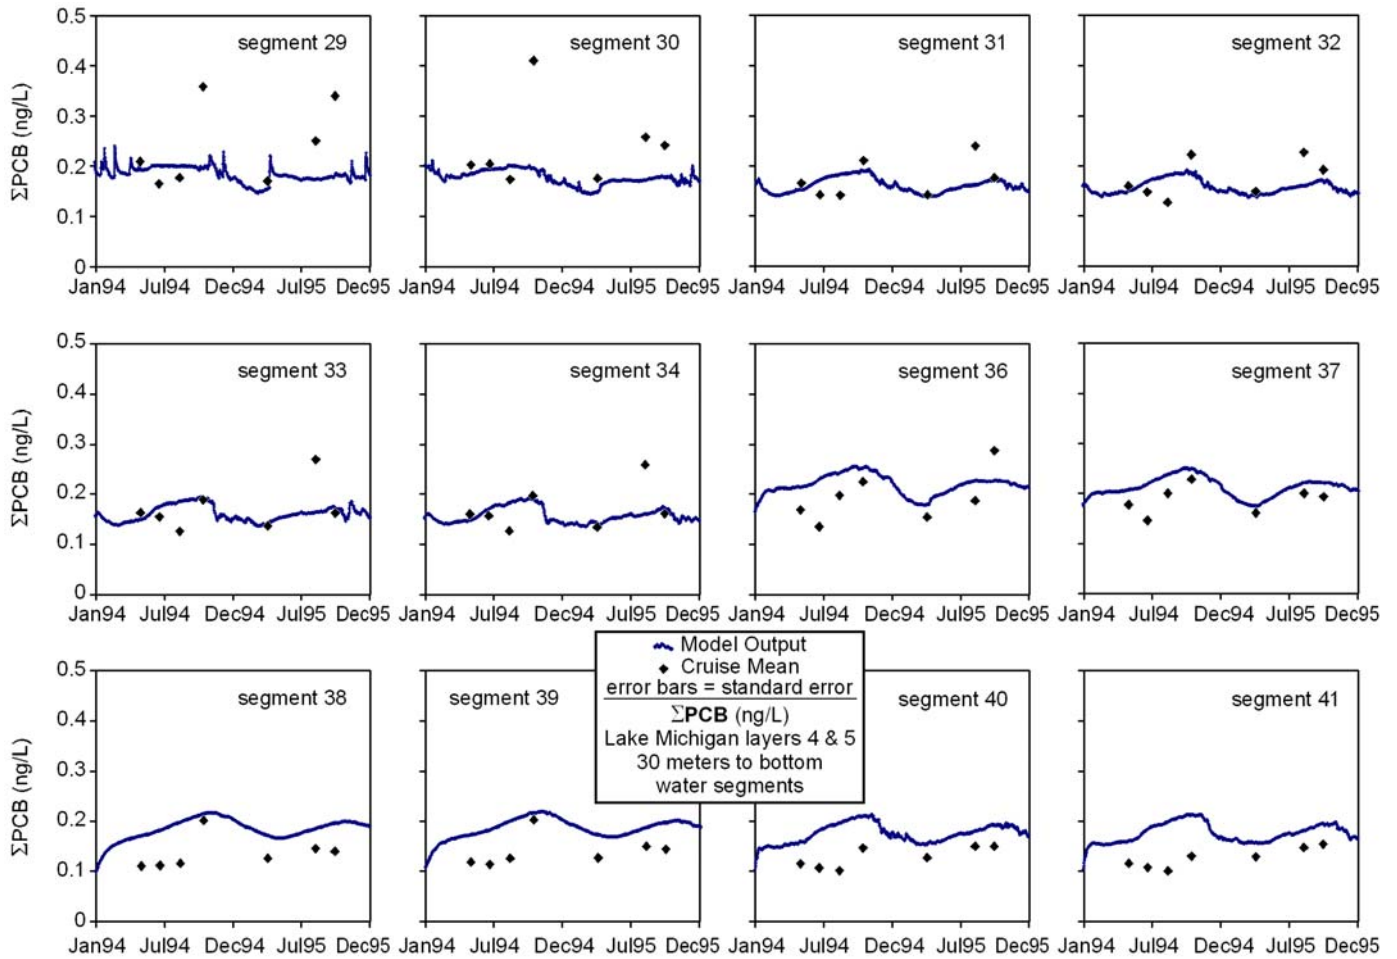 ΣPCB (ng/L)
0.5
0.4
0.3
0.2
0.1
0
segment 29
segment 30
segment 31
segment 32
Jan94 Jul94 Dec94 Jul95 Dec95
Jan94 Jul94 Dec94 Jul95 Dec95
Jan94 Jul94 Dec94 Jul95 Dec95
Jan94 Jul94 Dec94 Jul95 Dec95
ΣPCB (ng/L)
0.5
0.4
0.3
0.2
0.1
0
segment 33
segment 34
segment 36
segment 37
Jan94 Jul94 Dec94 Jul95 Dec95
Jan94 Jul94 Dec94 Jul95 Dec95
Jan94 Jul94 Dec94 Jul95 Dec95
Jan94 Jul94 Dec94 Jul95 Dec95
Model Output
Cruise Mean
error bars = standard error
ΣPCB (ng/L)
Lake Michigan layers 4 & 5
30 meters to bottom
water segments
ΣPCB (ng/L)
0.5
0.4
0.3
0.2
0.1
0
segment 38
segment 39
segment 40
segment 41
Jan94 Jul94 Dec94 Jul95 Dec95
Jan94 Jul94 Dec94 Jul95 Dec95
Jan94 Jul94 Dec94 Jul95 Dec95
Jan94 Jul94 Dec94 Jul95 Dec95